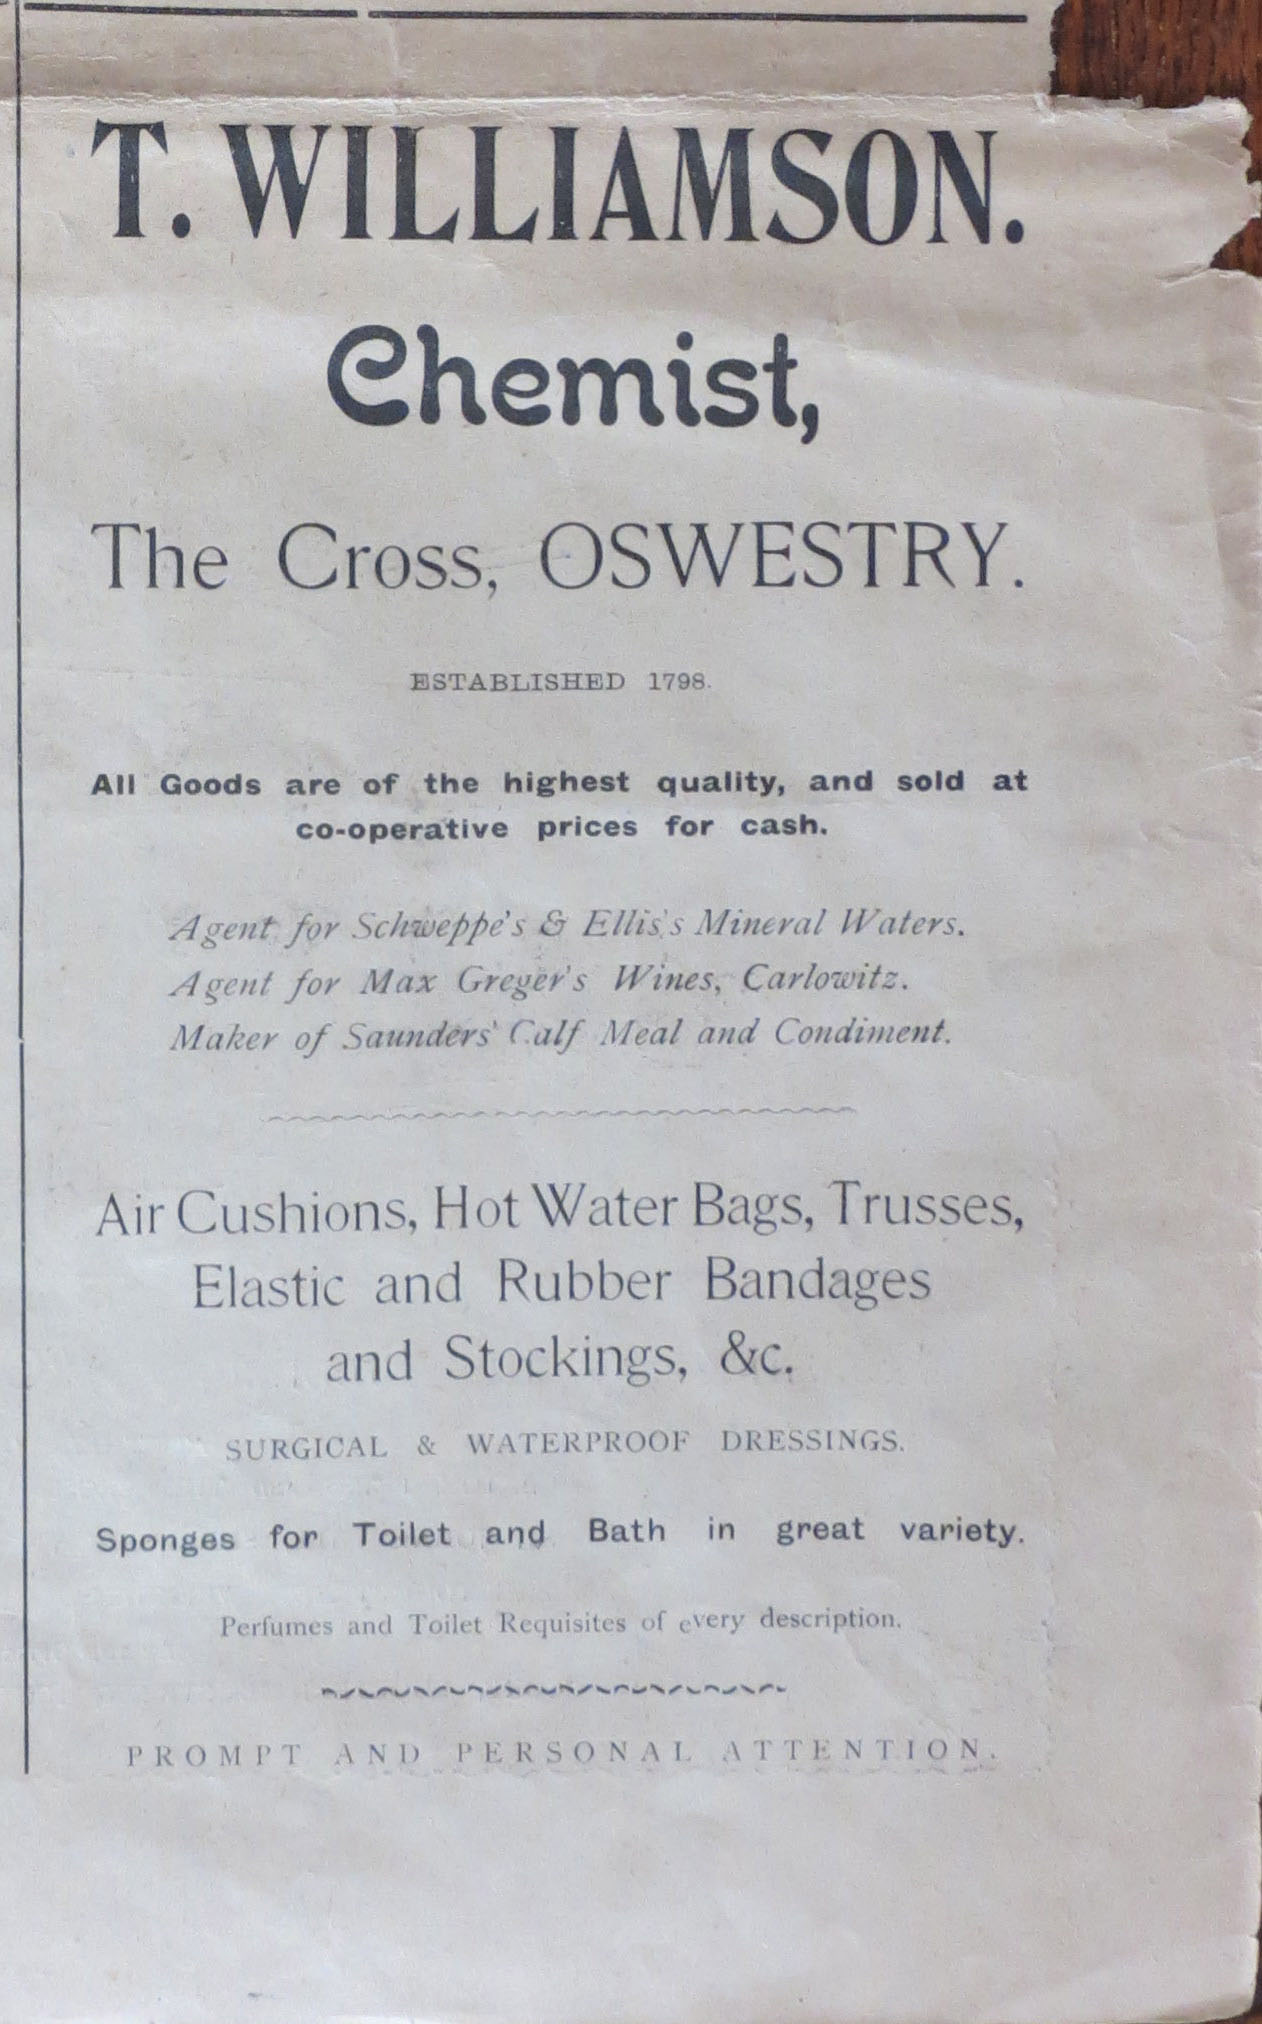 T. WILLIAMSON.
Chemist,
The Cross, OSWESTRY.
ESTABLISHED 1798.
All Goods are of the highest quality, and sold at
co-operative prices for cash.
Agent for Schweppe's & Ellis's Mineral Waters.
Agent for Max Greger's Wines, Carlowitz.
Maker of Saunders' Calf Meal and Condiment.
Air Cushions, Hot Water Bags, Trusses,
Elastic and Rubber Bandages
and Stockings, &c.
SURGICAL & WATERPROOF DRESSINGS.
Sponges for Toilet and Bath in great variety.
Perfumes and Toilet Requisites of every description.
PROMPT AND PERSONAL ATTENTION.